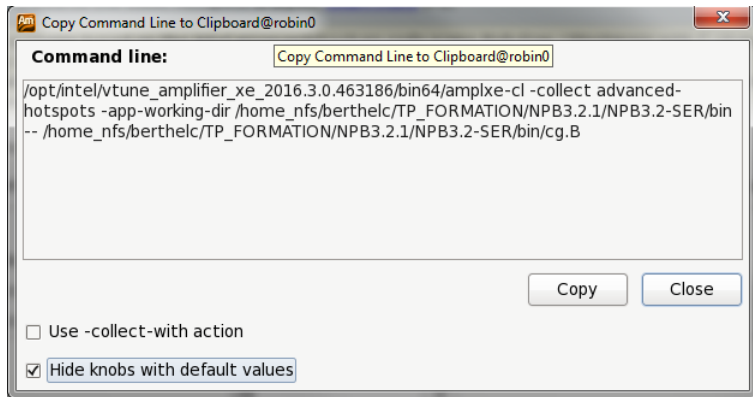 Am Copy Command Line to Clipboard@robin0 x
Command line:
Copy Command Line to Clipboard@robin0
/opt/intel/vtune_amplifier_xe_2016.3.0.463186/bin64/amplxe-cl -collect advanced-
hotspots -app-working-dir /home_nfs/berthelc/TP_FORMATION/NPB3.2.1/NPB3.2-SER/bin
-- /home_nfs/berthelc/TP_FORMATION/NPB3.2.1/NPB3.2-SER/bin/cg.B
Copy Close
Use -collect-with action
Hide knobs with default values